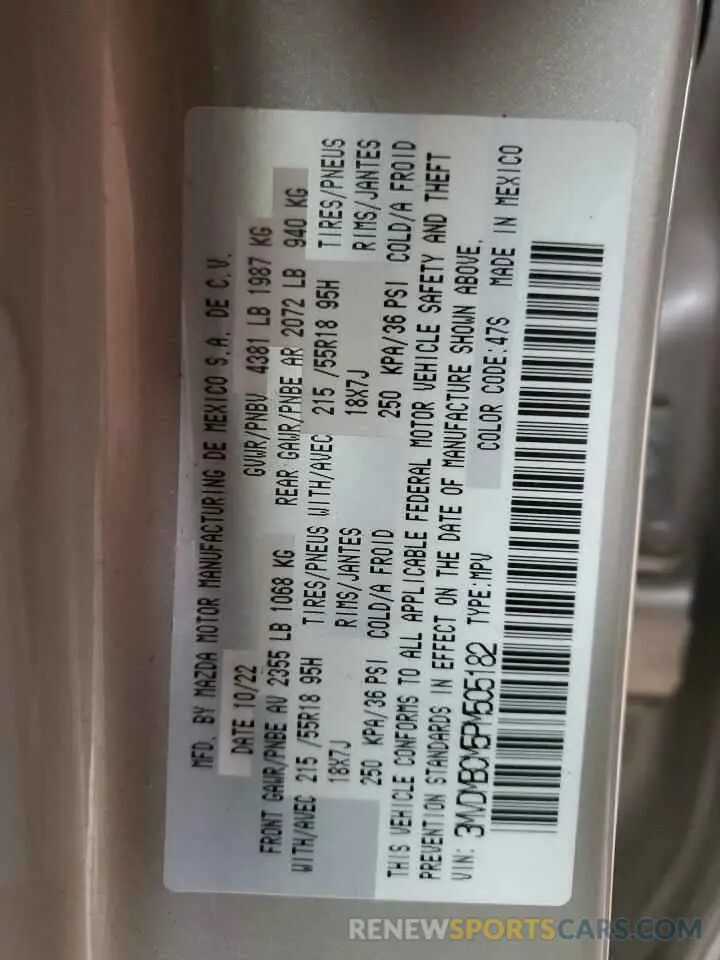 MFD. BY MAZDA MOTOR MANUFACTURING DE MEXICO S.A. DE C.V.
DATE 10/22 GVWR/PNBV 4381 LB 1987 KG
FRONT GAWR/PNBE AV 2355 LB 1068 KG REAR GAWR/PNBE AR 2072 LB 940 KG
WITH/AVEC 215 /55R18 95H TIRES/PNEUS WITH/AVEC 215 /55R18 95H TIRES/PNEUS
18X7J RIMS/JANTES 18X7J RIMS/JANTES
250 KPA/36 PSI COLD/A FROID 250 KPA/36 PSI COLD/A FROID
THIS VEHICLE CONFORMS TO ALL APPLICABLE FEDERAL MOTOR VEHICLE SAFETY AND THEFT
PREVENTION STANDARDS IN EFFECT ON THE DATE OF MANUFACTURE SHOWN ABOVE.
VIN: 3MVDMBCM5PM505182 TYPE:MPV COLOR CODE:47S MADE IN MEXICO
RENEWSPORTSCARS.COM